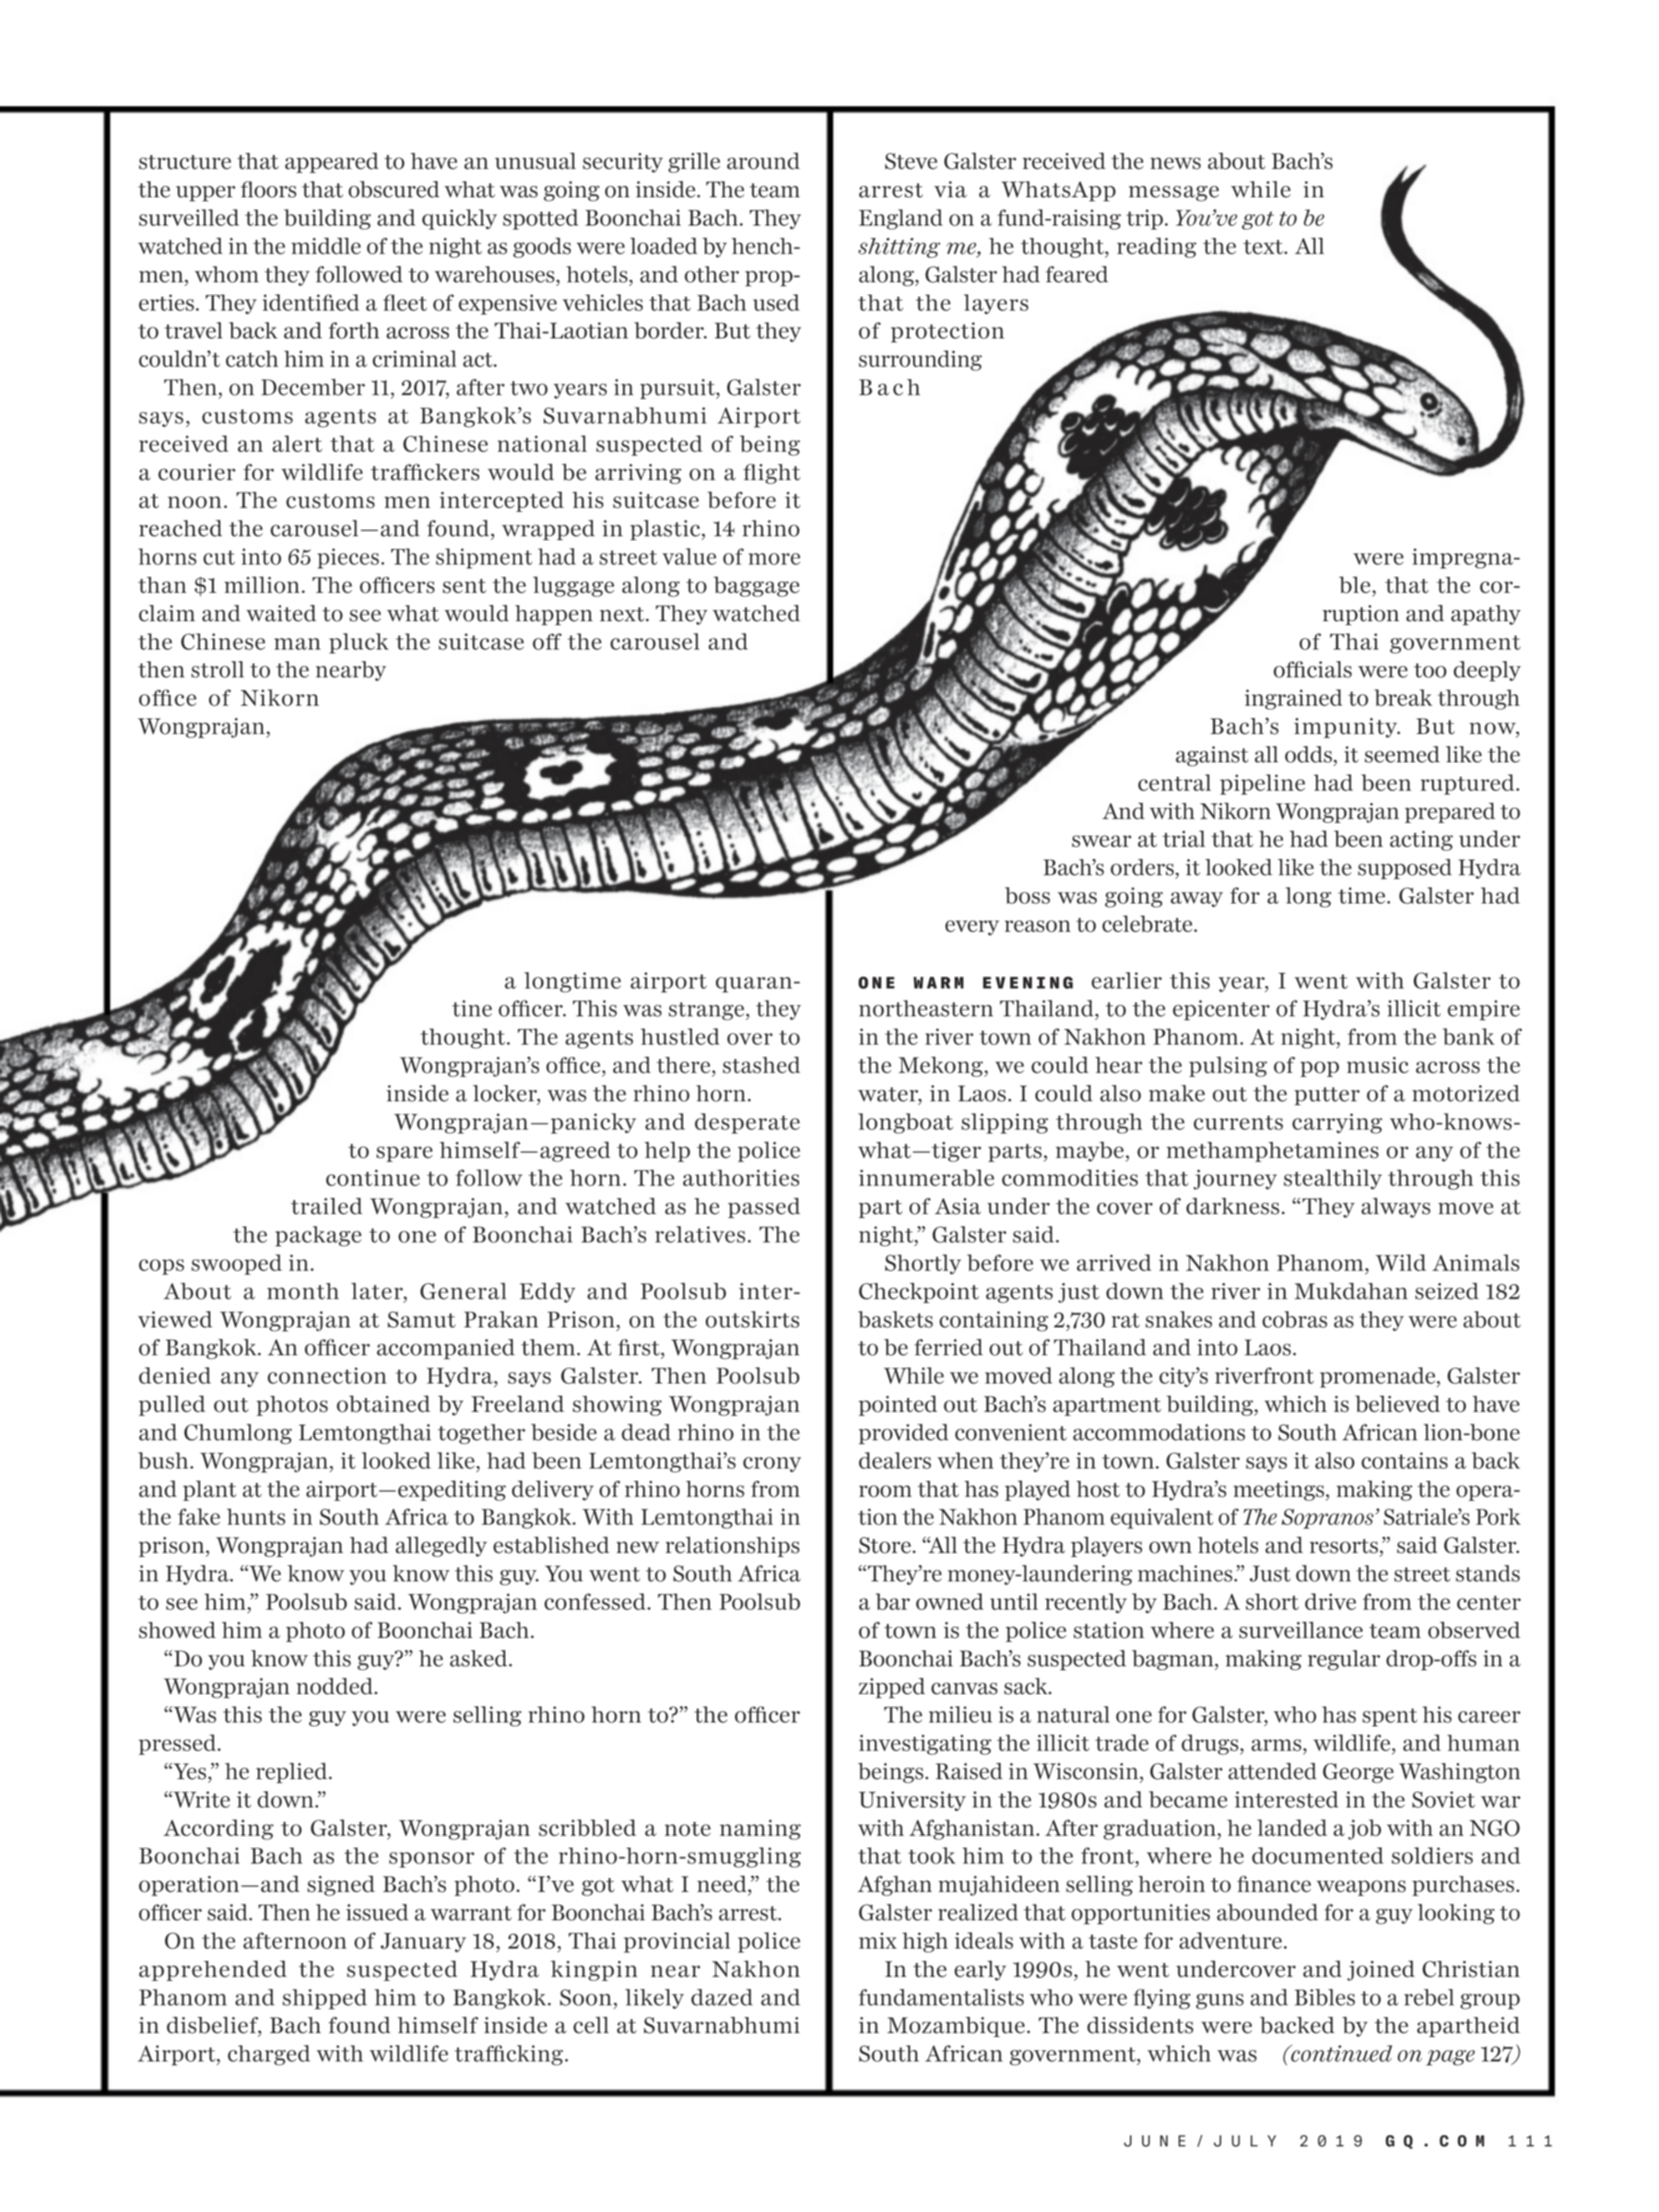 structure that appeared to have an unusual security grille around
the upper floors that obscured what was going on inside. The team
surveilled the building and quickly spotted Boonchai Bach. They
watched in the middle of the night as goods were loaded by hench-
men, whom they followed to warehouses, hotels, and other prop-
erties. They identified a fleet of expensive vehicles that Bach used
to travel back and forth across the Thai-Laotian border. But they
couldn’t catch him in a criminal act.
Then, on December 11, 2017, after two years in pursuit, Galster
says, customs agents at Bangkok’s Suvarnabhumi Airport
received an alert that a Chinese national suspected of being
a courier for wildlife traffickers would be arriving on a flight
at noon. The customs men intercepted his suitcase before it
reached the carousel—and found, wrapped in plastic, 14 rhino
horns cut into 65 pieces. The shipment had a street value of more
than $1 million. The officers sent the luggage along to baggage
claim and waited to see what would happen next. They watched
the Chinese man pluck the suitcase off the carousel and
then stroll to the nearby
office of Nikorn
Wongprajan,
a longtime airport quaran-
tine officer. This was strange, they
thought. The agents hustled over to
Wongprajan’s office, and there, stashed
inside a locker, was the rhino horn.
Wongprajan—panicky and desperate
to spare himself—agreed to help the police
continue to follow the horn. The authorities
trailed Wongprajan, and watched as he passed
the package to one of Boonchai Bach’s relatives. The
cops swooped in.
About a month later, General Eddy and Poolsub inter-
viewed Wongprajan at Samut Prakan Prison, on the outskirts
of Bangkok. An officer accompanied them. At first, Wongprajan
denied any connection to Hydra, says Galster. Then Poolsub
pulled out photos obtained by Freeland showing Wongprajan
and Chumlong Lemtongthai together beside a dead rhino in the
bush. Wongprajan, it looked like, had been Lemtongthai’s crony
and plant at the airport—expediting delivery of rhino horns from
the fake hunts in South Africa to Bangkok. With Lemtongthai in
prison, Wongprajan had allegedly established new relationships
in Hydra. “We know you know this guy. You went to South Africa
to see him,” Poolsub said. Wongprajan confessed. Then Poolsub
showed him a photo of Boonchai Bach.
“Do you know this guy?” he asked.
Wongprajan nodded.
“Was this the guy you were selling rhino horn to?” the officer
pressed.
“Yes,” he replied.
“Write it down.”
According to Galster, Wongprajan scribbled a note naming
Boonchai Bach as the sponsor of the rhino-horn-smuggling
operation—and signed Bach’s photo. “I’ve got what I need,” the
officer said. Then he issued a warrant for Boonchai Bach’s arrest.
On the afternoon of January 18, 2018, Thai provincial police
apprehended the suspected Hydra kingpin near Nakhon
Phanom and shipped him to Bangkok. Soon, likely dazed and
in disbelief, Bach found himself inside a cell at Suvarnabhumi
Airport, charged with wildlife trafficking.
Steve Galster received the news about Bach’s
arrest via a WhatsApp message while in
England on a fund-raising trip. You’ve got to be
shitting me, he thought, reading the text. All
along, Galster had feared
that the layers
of protection
surrounding
Bach
were impregna-
ble, that the cor-
ruption and apathy
of Thai government
officials were too deeply
ingrained to break through
Bach’s impunity. But now,
against all odds, it seemed like the
central pipeline had been ruptured.
And with Nikorn Wongprajan prepared to
swear at trial that he had been acting under
Bach’s orders, it looked like the supposed Hydra
boss was going away for a long time. Galster had
every reason to celebrate.
ONE WARM EVENING earlier this year, I went with Galster to
northeastern Thailand, to the epicenter of Hydra’s illicit empire
in the river town of Nakhon Phanom. At night, from the bank of
the Mekong, we could hear the pulsing of pop music across the
water, in Laos. I could also make out the putter of a motorized
longboat slipping through the currents carrying who-knows-
what—tiger parts, maybe, or methamphetamines or any of the
innumerable commodities that journey stealthily through this
part of Asia under the cover of darkness. “They always move at
night,” Galster said.
Shortly before we arrived in Nakhon Phanom, Wild Animals
Checkpoint agents just down the river in Mukdahan seized 182
baskets containing 2,730 rat snakes and cobras as they were about
to be ferried out of Thailand and into Laos.
While we moved along the city’s riverfront promenade, Galster
pointed out Bach’s apartment building, which is believed to have
provided convenient accommodations to South African lion-bone
dealers when they’re in town. Galster says it also contains a back
room that has played host to Hydra’s meetings, making the opera-
tion the Nakhon Phanom equivalent of The Sopranos’ Satriale’s Pork
Store. “All the Hydra players own hotels and resorts,” said Galster.
“They’re money-laundering machines.” Just down the street stands
a bar owned until recently by Bach. A short drive from the center
of town is the police station where a surveillance team observed
Boonchai Bach’s suspected bagman, making regular drop-offs in a
zipped canvas sack.
The milieu is a natural one for Galster, who has spent his career
investigating the illicit trade of drugs, arms, wildlife, and human
beings. Raised in Wisconsin, Galster attended George Washington
University in the 1980s and became interested in the Soviet war
with Afghanistan. After graduation, he landed a job with an NGO
that took him to the front, where he documented soldiers and
Afghan mujahideen selling heroin to finance weapons purchases.
Galster realized that opportunities abounded for a guy looking to
mix high ideals with a taste for adventure.
In the early 1990s, he went undercover and joined Christian
fundamentalists who were flying guns and Bibles to a rebel group
in Mozambique. The dissidents were backed by the apartheid
South African government, which was (continued on page 127)
JUNE/JULY 2019 GQ.COM 111